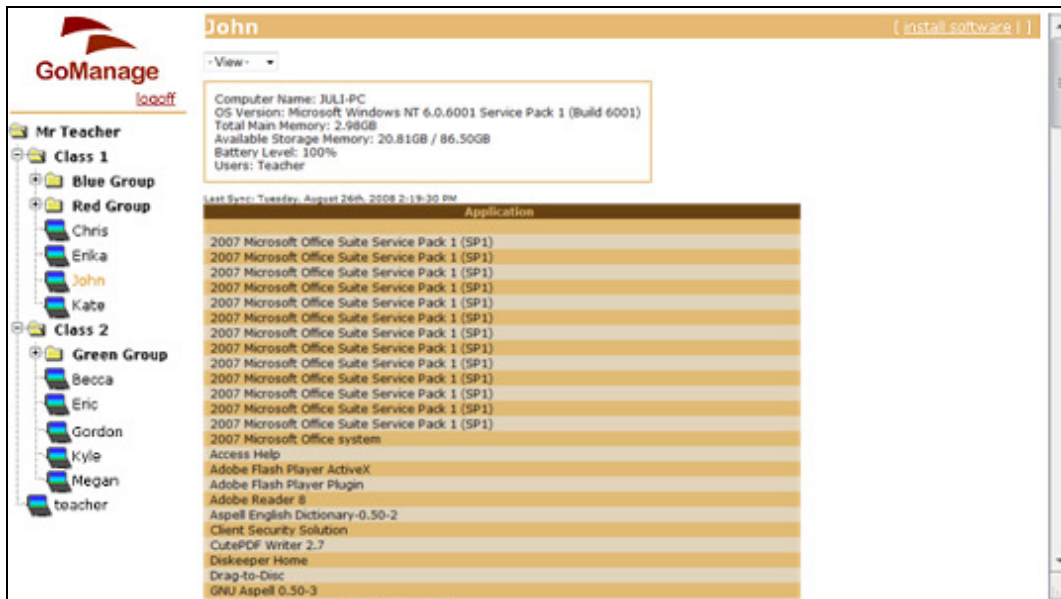 GoManage
logoff
Mr Teacher
Class 1
Blue Group
Red Group
Chris
Erika
John
Kate
Class 2
Green Group
Becca
Eric
Gordon
Kyle
Megan
teacher
John
[ install software | ]
- View -
Computer Name: JULI-PC
OS Version: Microsoft Windows NT 6.0.6001 Service Pack 1 (Build 6001)
Total Main Memory: 2.98GB
Available Storage Memory: 20.81GB / 86.50GB
Battery Level: 100%
Users: Teacher
Last Sync: Tuesday, August 26th, 2008 2:19:30 PM
Application
2007 Microsoft Office Suite Service Pack 1 (SP1)
2007 Microsoft Office Suite Service Pack 1 (SP1)
2007 Microsoft Office Suite Service Pack 1 (SP1)
2007 Microsoft Office Suite Service Pack 1 (SP1)
2007 Microsoft Office Suite Service Pack 1 (SP1)
2007 Microsoft Office Suite Service Pack 1 (SP1)
2007 Microsoft Office Suite Service Pack 1 (SP1)
2007 Microsoft Office Suite Service Pack 1 (SP1)
2007 Microsoft Office Suite Service Pack 1 (SP1)
2007 Microsoft Office Suite Service Pack 1 (SP1)
2007 Microsoft Office Suite Service Pack 1 (SP1)
2007 Microsoft Office Suite Service Pack 1 (SP1)
2007 Microsoft Office Suite Service Pack 1 (SP1)
2007 Microsoft Office system
Access Help
Adobe Flash Player ActiveX
Adobe Flash Player Plugin
Adobe Reader 8
Aspell English Dictionary-0.50-2
Client Security Solution
CutePDF Writer 2.7
Diskeeper Home
Drag-to-Disc
GNU Aspell 0.50-3